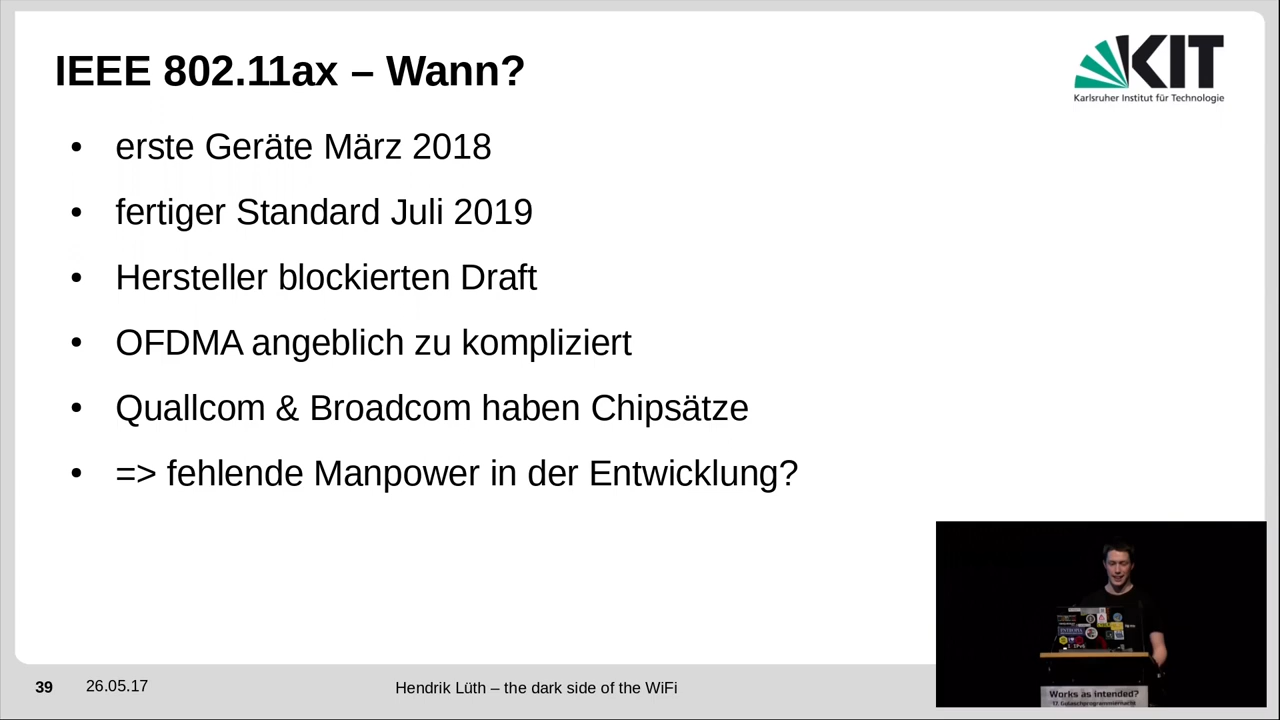 IEEE 802.11ax – Wann?
KIT
Karlsruher Institut für Technologie
• erste Geräte März 2018
• fertiger Standard Juli 2019
• Hersteller blockierten Draft
• OFDMA angeblich zu kompliziert
• Quallcom & Broadcom haben Chipsätze
• => fehlende Manpower in der Entwicklung?
Works as intended?
17. Gulaschprogrammiernacht
39
26.05.17
Hendrik Lüth – the dark side of the WiFi